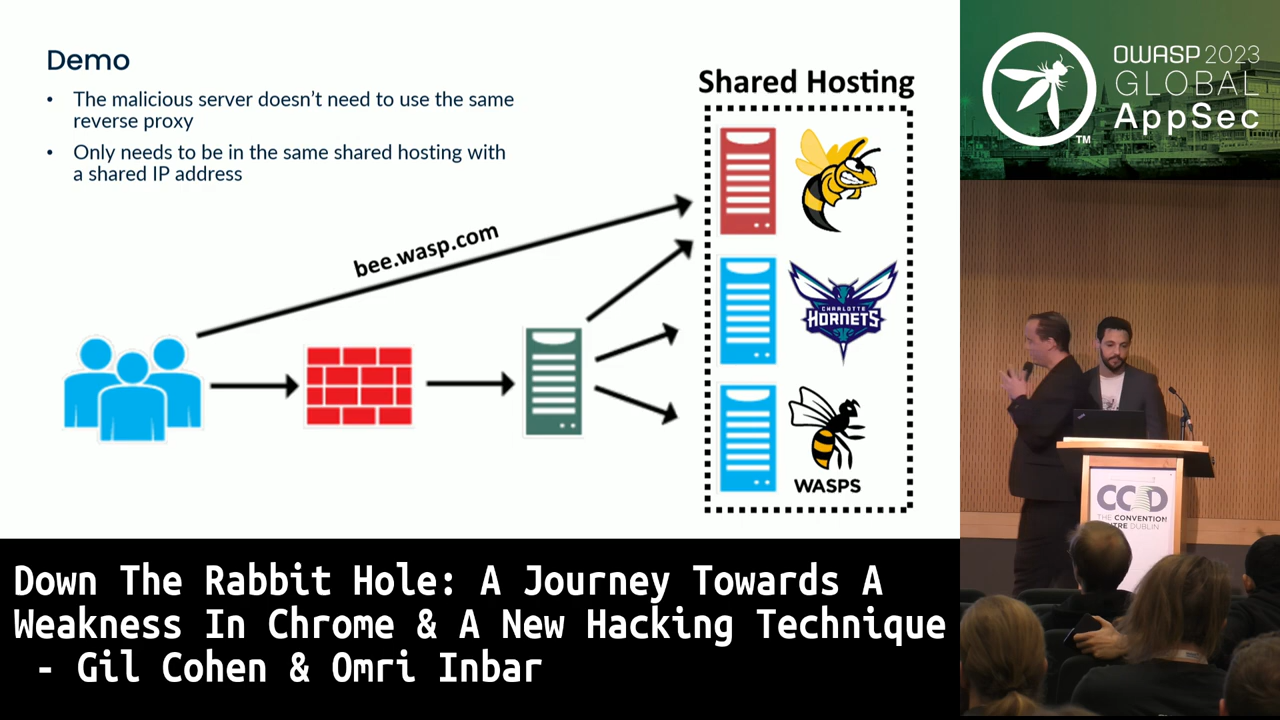 Demo
• The malicious server doesn’t need to use the same
reverse proxy
• Only needs to be in the same shared hosting with
a shared IP address
Shared Hosting
bee.wasp.com
CHARLOTTE
HORNETS
WASPS
OWASP 2023
GLOBAL
AppSec
TM
THE CONVENTION
CENTRE DUBLIN
Down The Rabbit Hole: A Journey Towards A
Weakness In Chrome & A New Hacking Technique
- Gil Cohen & Omri Inbar